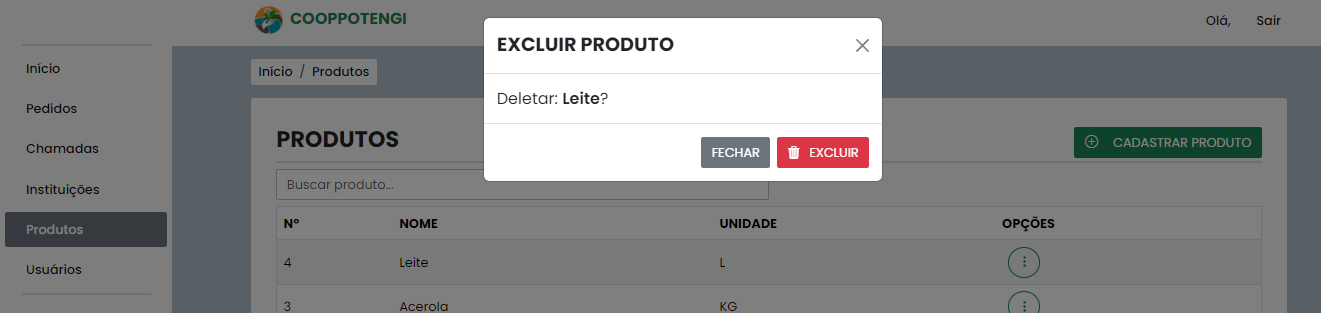 COOPPOTENGI
Olá,
Sair
Início
Pedidos
Chamadas
Instituições
Produtos
Usuários
Início / Produtos
EXCLUIR PRODUTO
Deletar: Leite?
FECHAR
EXCLUIR
PRODUTOS
CADASTRAR PRODUTO
Buscar produto...
Nº NOME UNIDADE OPÇÕES
4 Leite L
3 Acerola KG